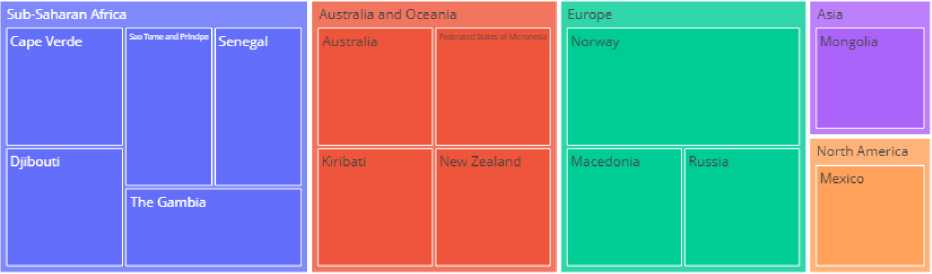 Sub-Saharan Africa
Cape Verde
Sao Tome and Principe
Senegal
Djibouti
The Gambia
Australia and Oceania
Australia
Federated States of Micronesia
Kiribati
New Zealand
Europe
Norway
Macedonia
Russia
Asia
Mongolia
North America
Mexico